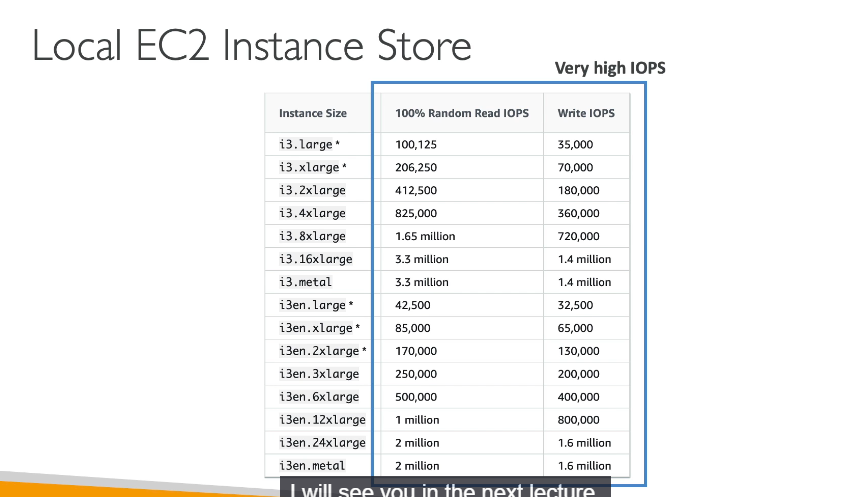 Local EC2 Instance Store
Very high IOPS
Instance Size 100% Random Read IOPS Write IOPS
i3.large * 100,125 35,000
i3.xlarge * 206,250 70,000
i3.2xlarge 412,500 180,000
i3.4xlarge 825,000 360,000
i3.8xlarge 1.65 million 720,000
i3.16xlarge 3.3 million 1.4 million
i3.metal 3.3 million 1.4 million
i3en.large * 42,500 32,500
i3en.xlarge * 85,000 65,000
i3en.2xlarge * 170,000 130,000
i3en.3xlarge 250,000 200,000
i3en.6xlarge 500,000 400,000
i3en.12xlarge 1 million 800,000
i3en.24xlarge 2 million 1.6 million
i3en.metal 2 million 1.6 million
I will see you in the next lecture.